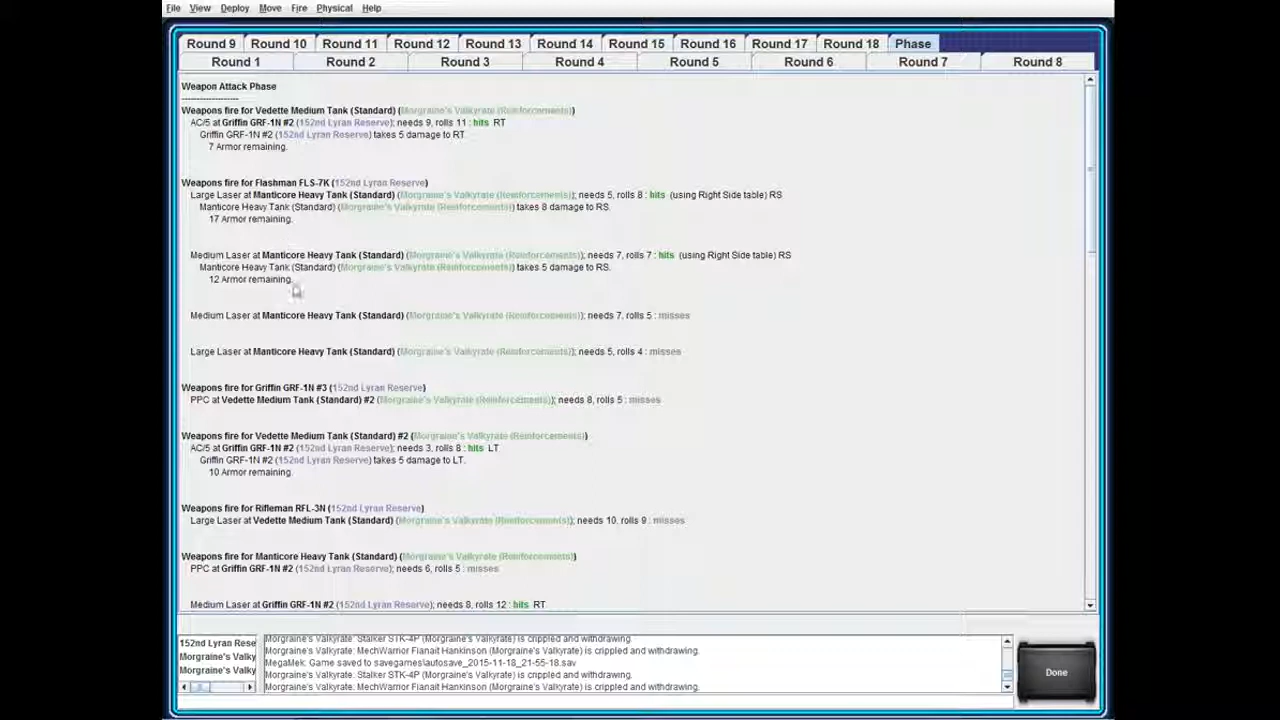 File View Deploy Move Fire Physical Help
Round 9 Round 10 Round 11 Round 12 Round 13 Round 14 Round 15 Round 16 Round 17 Round 18 Phase
Round 1 Round 2 Round 3 Round 4 Round 5 Round 6 Round 7 Round 8
Weapon Attack Phase
-------------------
Weapons fire for Vedette Medium Tank (Standard) (Morgraine's Valkyrate (Reinforcements))
AC/5 at Griffin GRF-1N #2 (152nd Lyran Reserve); needs 9, rolls 11 : hits RT
Griffin GRF-1N #2 (152nd Lyran Reserve) takes 5 damage to RT.
7 Armor remaining.
Weapons fire for Flashman FLS-7K (152nd Lyran Reserve)
Large Laser at Manticore Heavy Tank (Standard) (Morgraine's Valkyrate (Reinforcements)); needs 5, rolls 8 : hits (using Right Side table) RS
Manticore Heavy Tank (Standard) (Morgraine's Valkyrate (Reinforcements)) takes 8 damage to RS.
17 Armor remaining.
Medium Laser at Manticore Heavy Tank (Standard) (Morgraine's Valkyrate (Reinforcements)); needs 7, rolls 7 : hits (using Right Side table) RS
Manticore Heavy Tank (Standard) (Morgraine's Valkyrate (Reinforcements)) takes 5 damage to RS.
12 Armor remaining.
Medium Laser at Manticore Heavy Tank (Standard) (Morgraine's Valkyrate (Reinforcements)); needs 7, rolls 5 : misses
Large Laser at Manticore Heavy Tank (Standard) (Morgraine's Valkyrate (Reinforcements)); needs 5, rolls 4 : misses
Weapons fire for Griffin GRF-1N #3 (152nd Lyran Reserve)
PPC at Vedette Medium Tank (Standard) #2 (Morgraine's Valkyrate (Reinforcements)); needs 8, rolls 5 : misses
Weapons fire for Vedette Medium Tank (Standard) #2 (Morgraine's Valkyrate (Reinforcements))
AC/5 at Griffin GRF-1N #2 (152nd Lyran Reserve); needs 3, rolls 8 : hits LT
Griffin GRF-1N #2 (152nd Lyran Reserve) takes 5 damage to LT.
10 Armor remaining.
Weapons fire for Rifleman RFL-3N (152nd Lyran Reserve)
Large Laser at Vedette Medium Tank (Standard) (Morgraine's Valkyrate (Reinforcements)); needs 10, rolls 9 : misses
Weapons fire for Manticore Heavy Tank (Standard) (Morgraine's Valkyrate (Reinforcements))
PPC at Griffin GRF-1N #2 (152nd Lyran Reserve); needs 6, rolls 5 : misses
Medium Laser at Griffin GRF-1N #2 (152nd Lyran Reserve); needs 8, rolls 12 : hits RT
152nd Lyran Rese
Morgraine's Valky
Morgraine's Valky
Morgraine's Valkyrate: Stalker STK-4P (Morgraine's Valkyrate) is crippled and withdrawing.
Morgraine's Valkyrate: MechWarrior Fianait Hankinson (Morgraine's Valkyrate) is crippled and withdrawing.
MegaMek: Game saved to savegames\autosave_2015-11-18_21-55-18.sav
Morgraine's Valkyrate: Stalker STK-4P (Morgraine's Valkyrate) is crippled and withdrawing.
Morgraine's Valkyrate: MechWarrior Fianait Hankinson (Morgraine's Valkyrate) is crippled and withdrawing.
Done